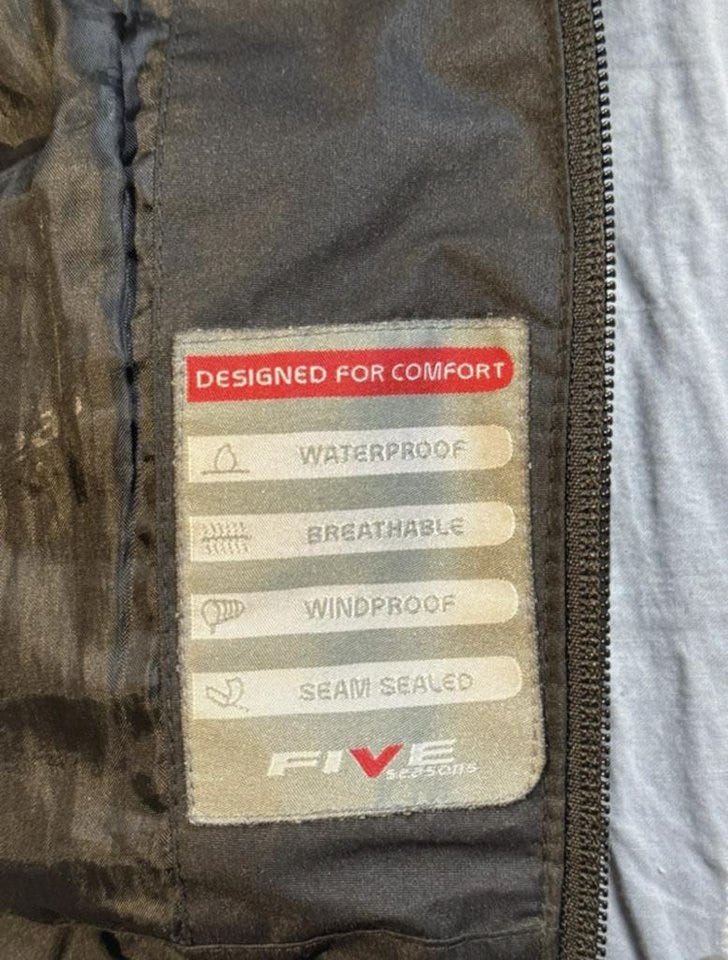 DESIGNED FOR COMFORT
WATERPROOF
BREATHABLE
WINDPROOF
SEAM SEALED
FIVE
seasons